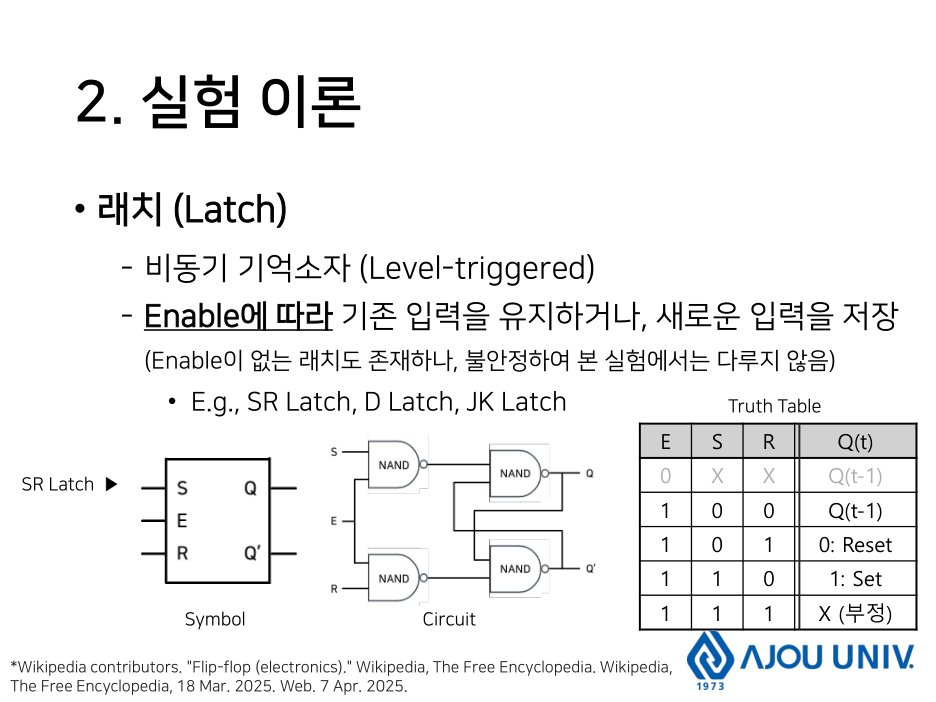 2. 실험 이론
• 래치 (Latch)
- 비동기 기억소자 (Level-triggered)
- Enable에 따라 기존 입력을 유지하거나, 새로운 입력을 저장
(Enable이 없는 래치도 존재하나, 불안정하여 본 실험에서는 다루지 않음)
• E.g., SR Latch, D Latch, JK Latch
SR Latch ▶
S Q
E
R Q'
Symbol
S NAND NAND Q
E
R NAND NAND Q'
Circuit
Truth Table
E S R Q(t)
0 X X Q(t-1)
1 0 0 Q(t-1)
1 0 1 0: Reset
1 1 0 1: Set
1 1 1 X (부정)
*Wikipedia contributors. "Flip-flop (electronics)." Wikipedia, The Free Encyclopedia. Wikipedia,
The Free Encyclopedia, 18 Mar. 2025. Web. 7 Apr. 2025.
AJOU UNIV.
1973